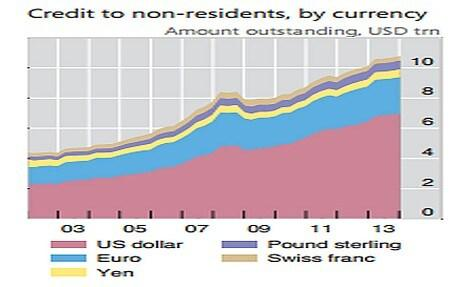 Credit to non-residents, by currency
Amount outstanding, USD trn
10
8
6
4
2
0
03 05 07 09 11 13
US dollar Pound sterling
Euro Swiss franc
Yen